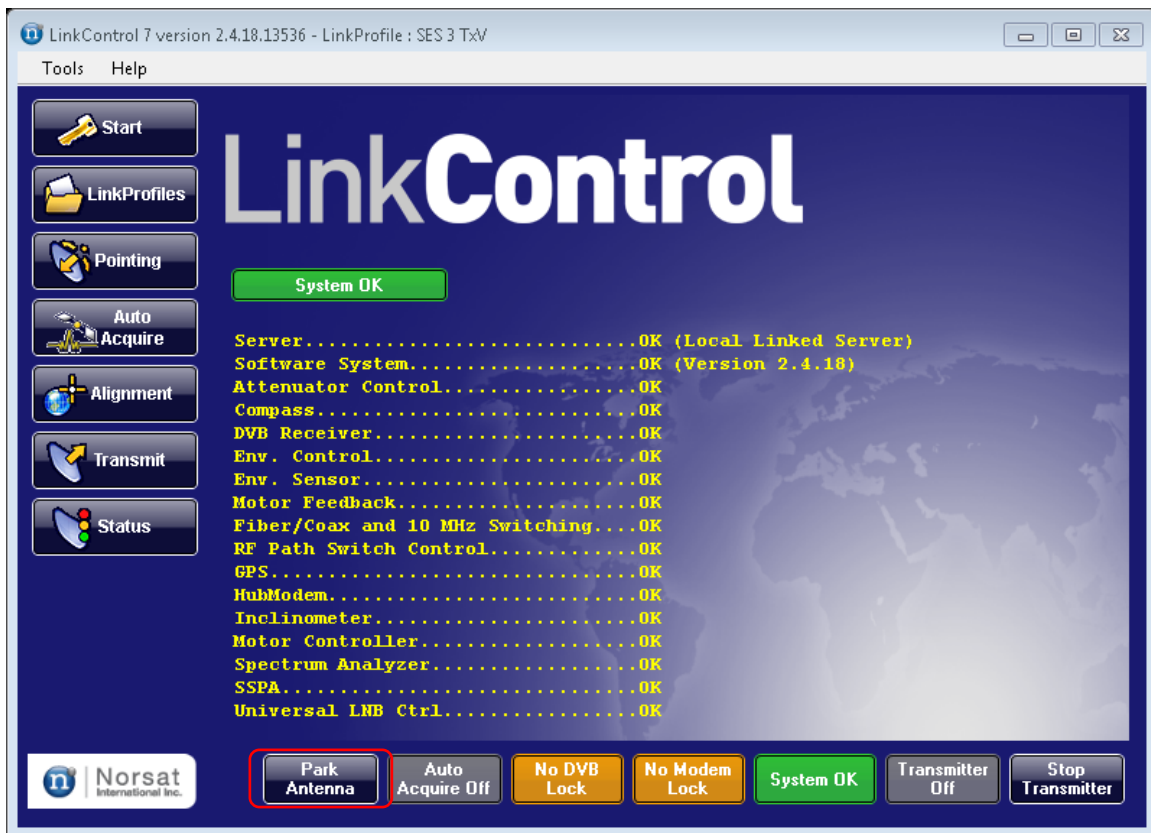 LinkControl 7 version 2.4.18.13536 - LinkProfile : SES 3 TxV
Tools Help
Start
LinkProfiles
Pointing
Auto
Acquire
Alignment
Transmit
Status
LinkControl
System OK
Server.............................OK (Local Linked Server)
Software System....................OK (Version 2.4.18)
Attenuator Control.................OK
Compass............................OK
DVB Receiver.......................OK
Env. Control.......................OK
Env. Sensor........................OK
Motor Feedback.....................OK
Fiber/Coax and 10 MHz Switching....OK
RF Path Switch Control.............OK
GPS................................OK
HubModem...........................OK
Inclinometer.......................OK
Motor Controller...................OK
Spectrum Analyzer..................OK
SSPA...............................OK
Universal LNB Ctrl.................OK
n Norsat
International Inc.
Park
Antenna
Auto
Acquire Off
No DVB
Lock
No Modem
Lock
System OK
Transmitter
Off
Stop
Transmitter